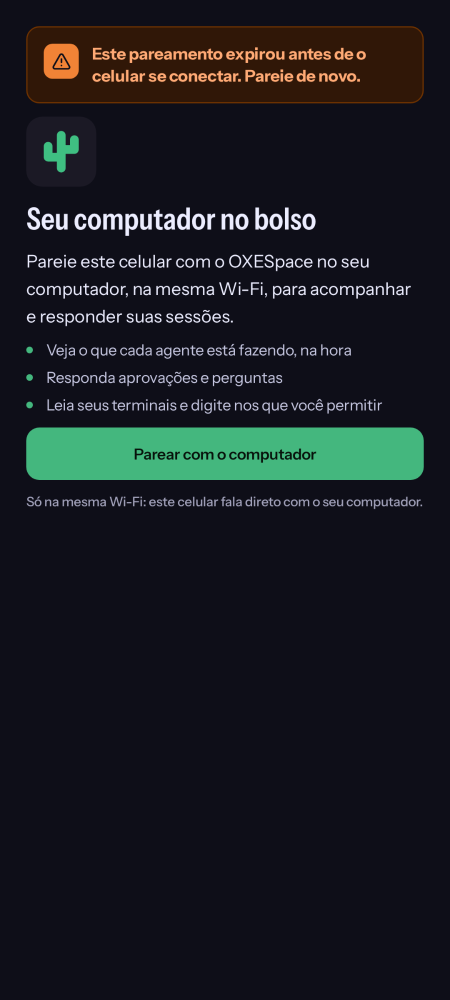 Este pareamento expirou antes de o
celular se conectar. Pareie de novo.
Seu computador no bolso
Pareie este celular com o OXESpace no seu
computador, na mesma Wi-Fi, para acompanhar
e responder suas sessões.
Veja o que cada agente está fazendo, na hora
Responda aprovações e perguntas
Leia seus terminais e digite nos que você permitir
Parear com o computador
Só na mesma Wi-Fi: este celular fala direto com o seu computador.